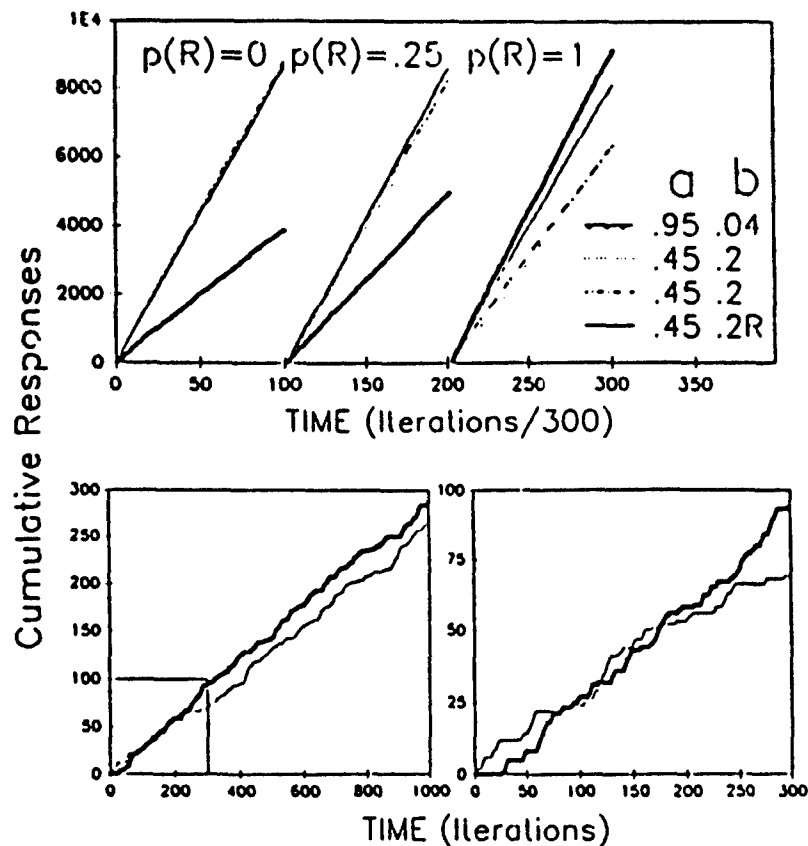 1E4
p(R)=0 p(R)=.25 p(R)=1
8000
6000
4000
2000
0
a b
.95 .04
.45 .2
.45 .2
.45 .2R
0 50 100 150 200 250 300 350
TIME (Iterations/300)
Cumulative Responses
300
250
200
150
100
50
0
0 200 400 600 800 1000
100
75
50
25
0
0 50 100 150 200 250 300
TIME (Iterations)